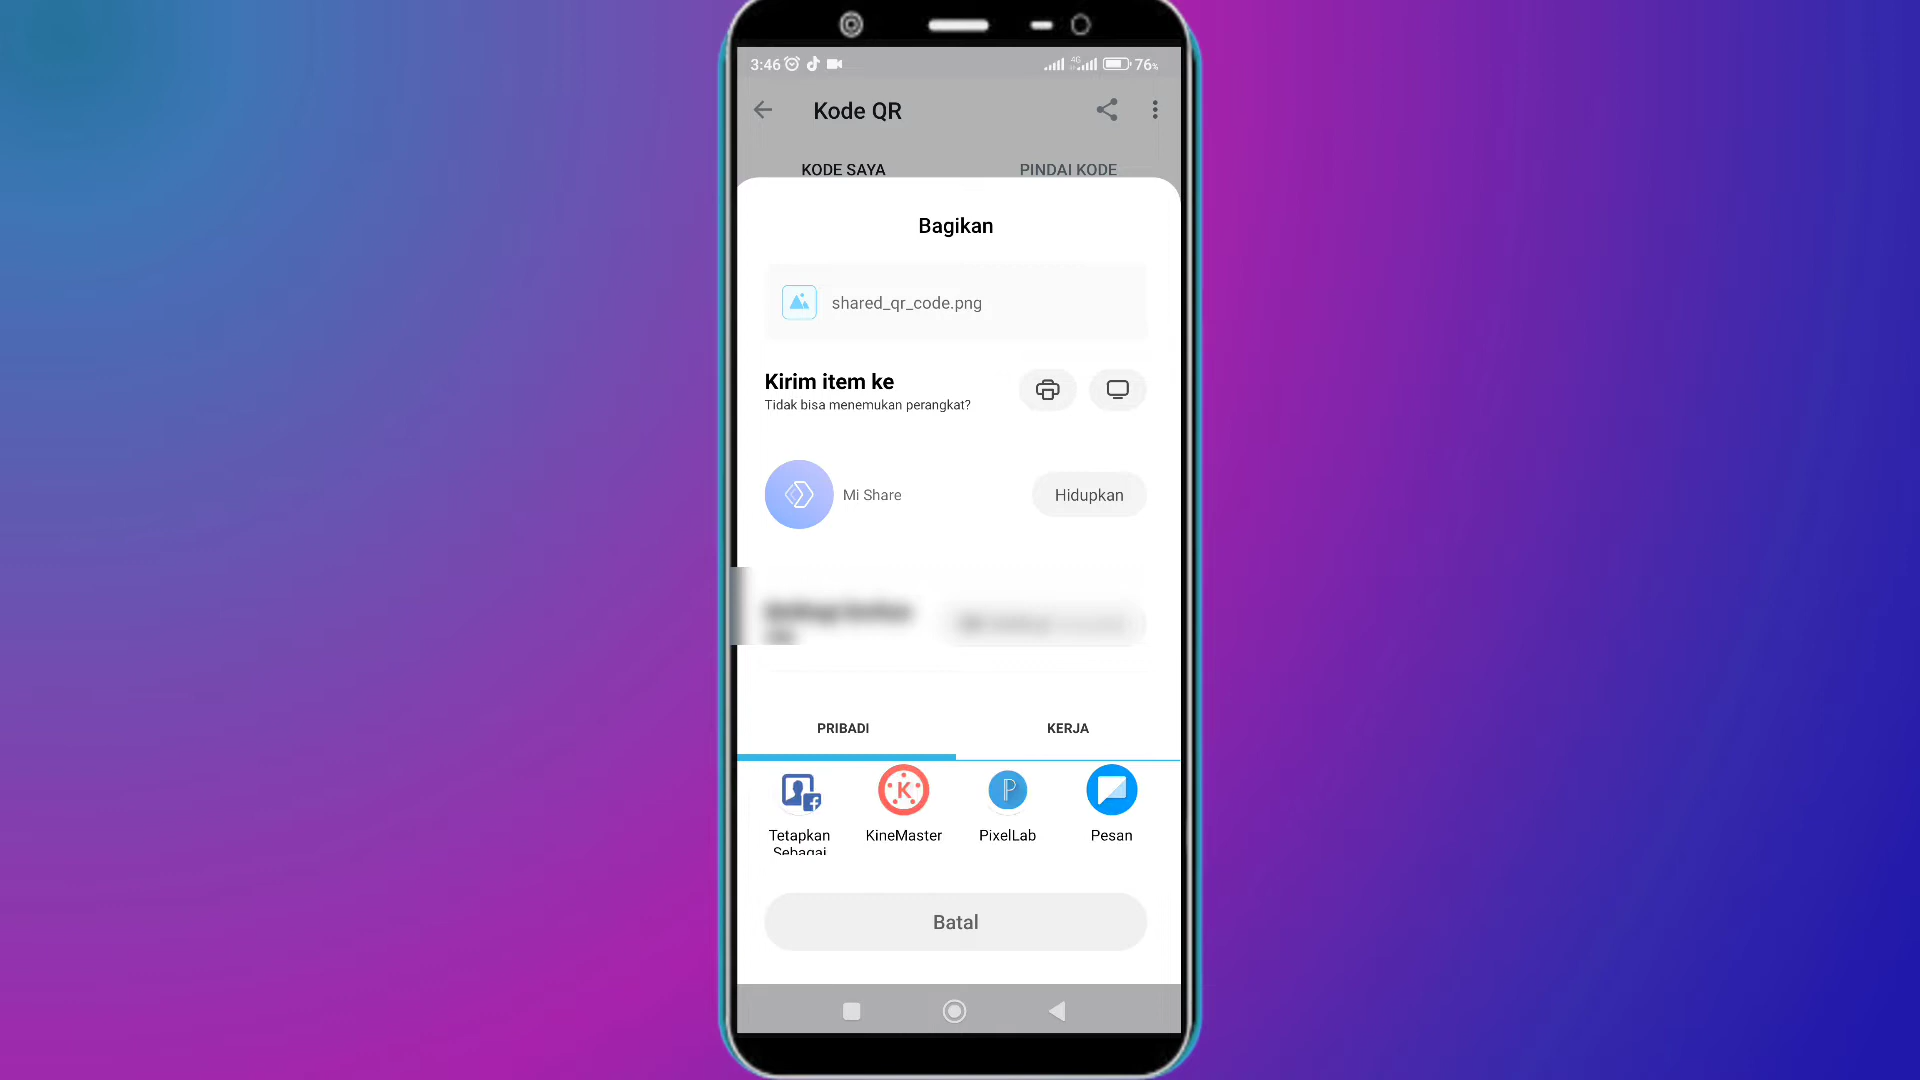 3:46 4G 76%
Kode QR
KODE SAYA PINDAI KODE
Bagikan
shared_qr_code.png
Kirim item ke
Tidak bisa menemukan perangkat?
Mi Share Hidupkan
PRIBADI KERJA
Tetapkan KineMaster PixelLab Pesan
Sebagai
Batal